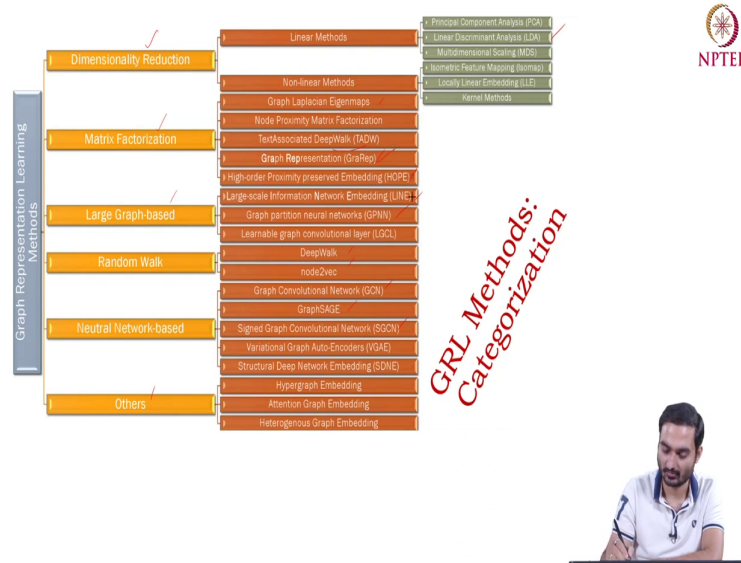 Principal Component Analysis (PCA)
Linear Methods
Linear Discriminant Analysis (LDA)
Multidimensional Scaling (MDS)
Dimensionality Reduction
Isometric Feature Mapping (Isomap)
Non-linear Methods
Locally Linear Embedding (LLE)
Kernel Methods
Graph Laplacian Eigenmaps
Node Proximity Matrix Factorization
Matrix Factorization
TextAssociated DeepWalk (TADW)
Graph Representation (GraRep)
High-order Proximity preserved Embedding (HOPE)
Large-scale Information Network Embedding (LINE)
Large Graph-based
Graph partition neural networks (GPNN)
Learnable graph convolutional layer (LGCL)
Random Walk
DeepWalk
node2vec
Graph Convolutional Network (GCN)
GraphSAGE
Neutral Network-based
Signed Graph Convolutional Network (SGCN)
Variational Graph Auto-Encoders (VGAE)
Structural Deep Network Embedding (SDNE)
Hypergraph Embedding
Others
Attention Graph Embedding
Heterogenous Graph Embedding
Graph Representation Learning
Methods
GRL Methods:
Categorization
NPTEL